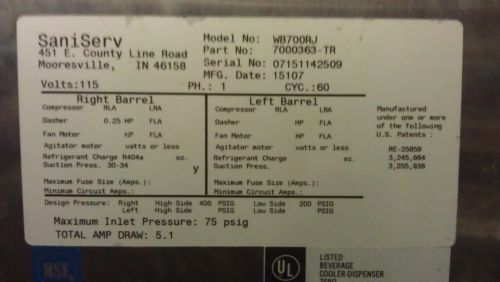 SaniServ
451 E. County Line Road
Mooresville, IN 46158
Model No: WB700RJ
Part No: 7000363-TR
Serial No: 07151142509
MFG. Date: 15107
Volts:115 PH.: 1 CYC.:60
Right Barrel
Compressor RLA LRA
Dasher 0.25 HP FLA
Fan Motor HP FLA
Agitator motor watts or less
Refrigerant Charge R404a oz.
Suction Press. 30-34 y
Maximum Fuse Size (Amps.):
Minimum Circuit Amps.:
Left Barrel
Compressor RLA LRA
Dasher HP FLA
Fan Motor HP FLA
Agitator motor watts or less
Refrigerant Charge oz.
Suction Press.
Maximum Fuse Size (Amps.):
Minimum Circuit Amp.:
Manufactured
under one or more
of the following
U.S. Patents:
RE-25859
3,245,664
3,255,938
Design Pressure: Right High Side 400 PSIG Low Side 200 PSIG
Left High Side PSIG Low Side PSIG
Maximum Inlet Pressure: 75 psig
TOTAL AMP DRAW: 5.1
NSF
UL
LISTED
BEVERAGE
COOLER-DISPENSER